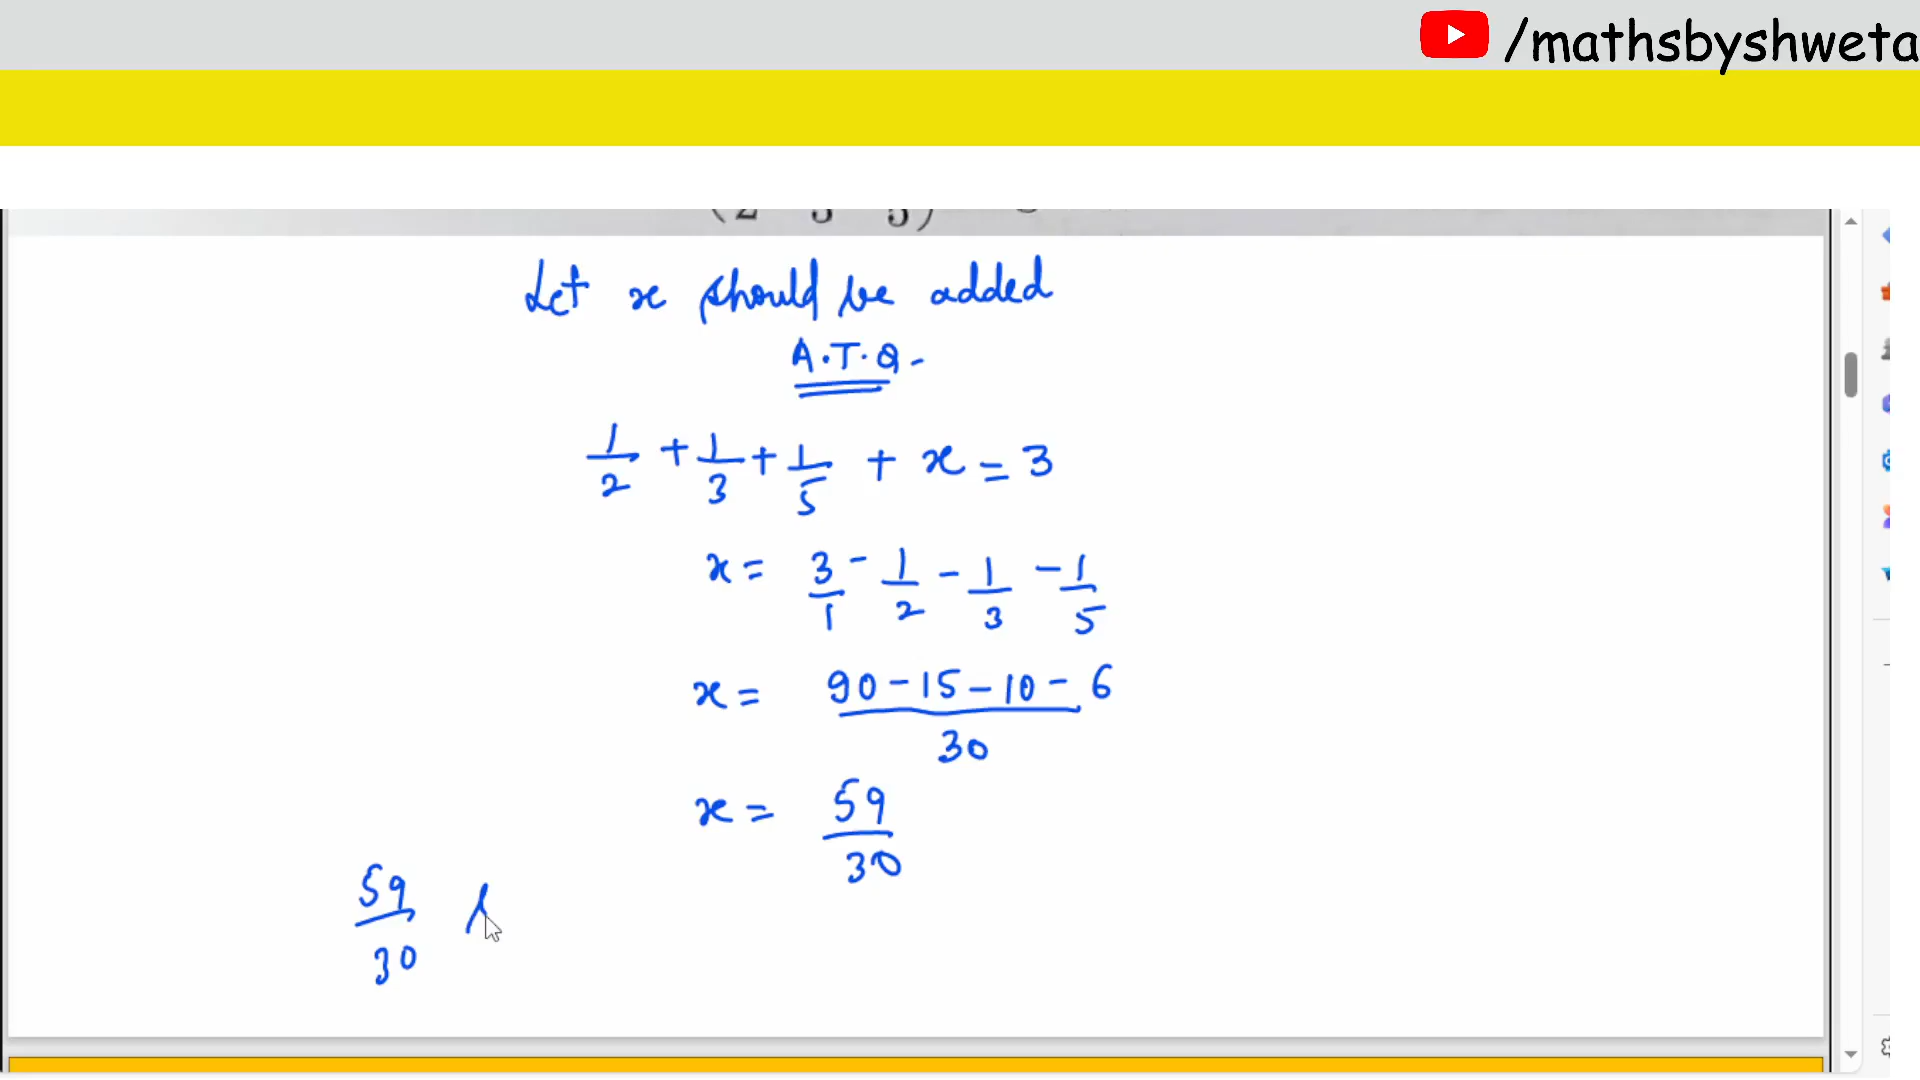 /mathsbyshweta
Let x should be added
A.T.Q.
1/2 + 1/3 + 1/5 + x = 3
x = 3/1 - 1/2 - 1/3 - 1/5
x = 90 - 15 - 10 - 6 / 30
x = 59/30
59/30